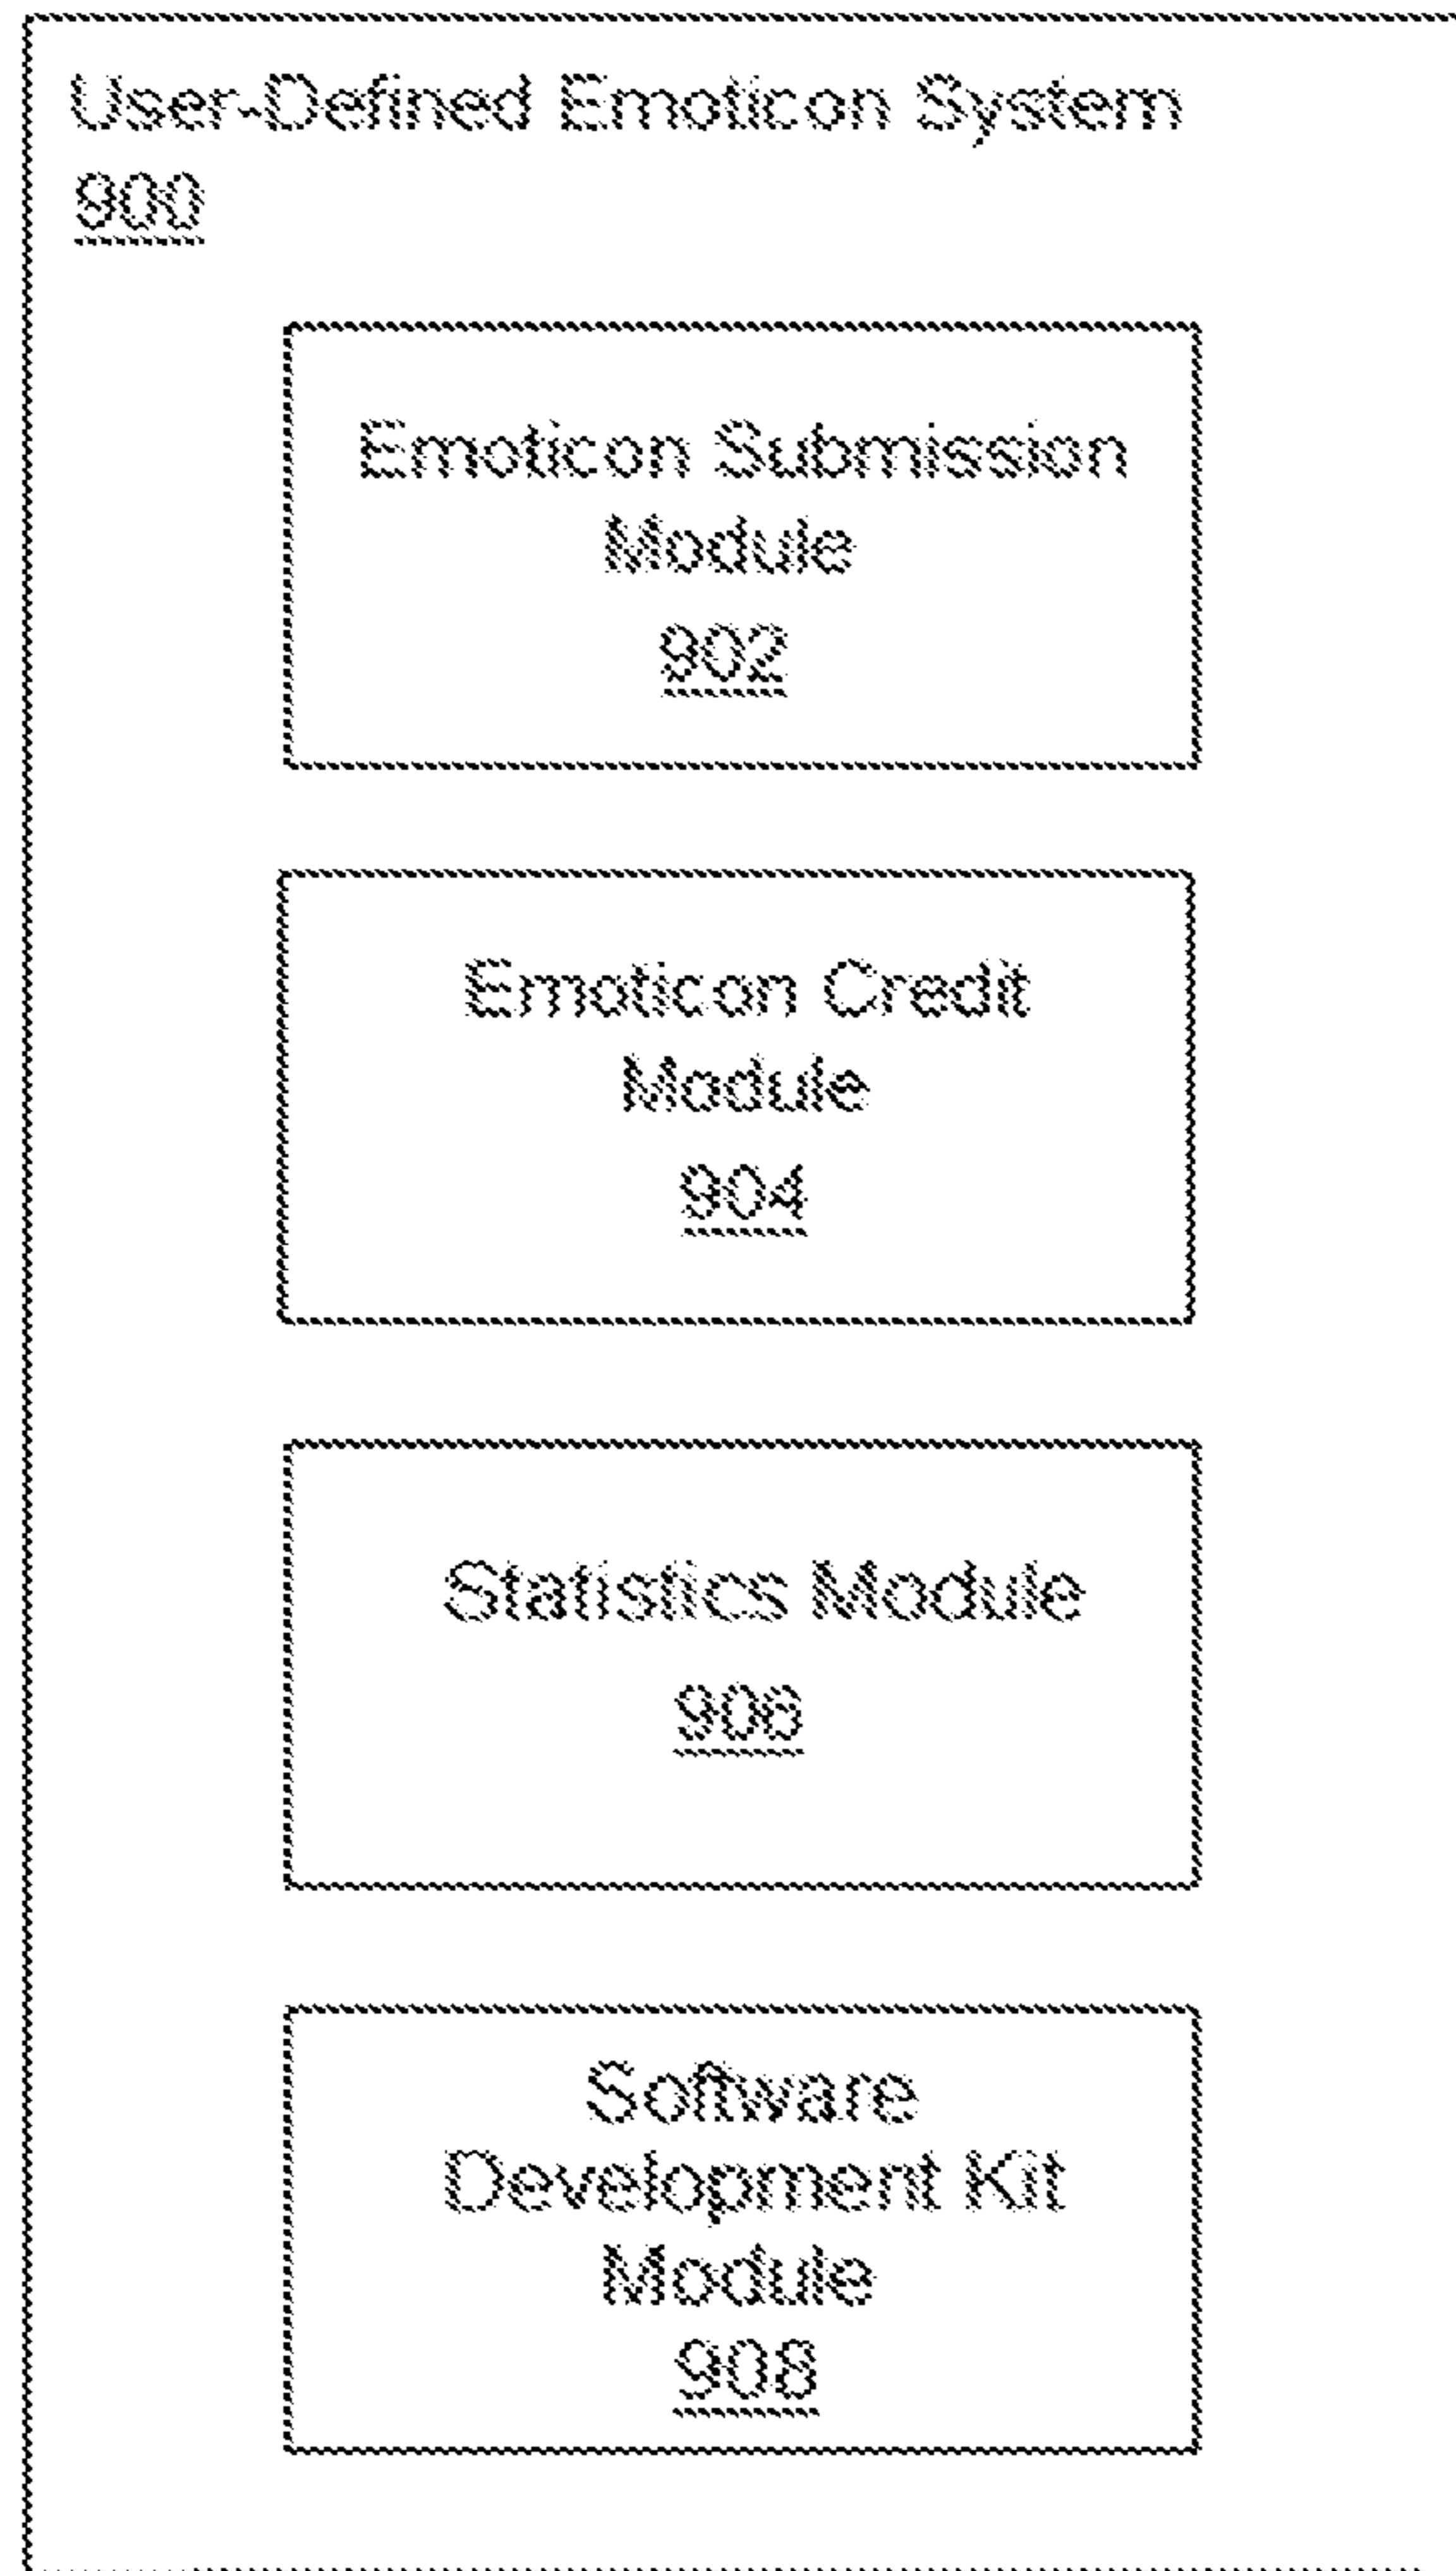 User-Defined Emoticon System
900
Emoticon Submission
Module
902
Emoticon Credit
Module
904
Statistics Module
906
Software
Development Kit
Module
908